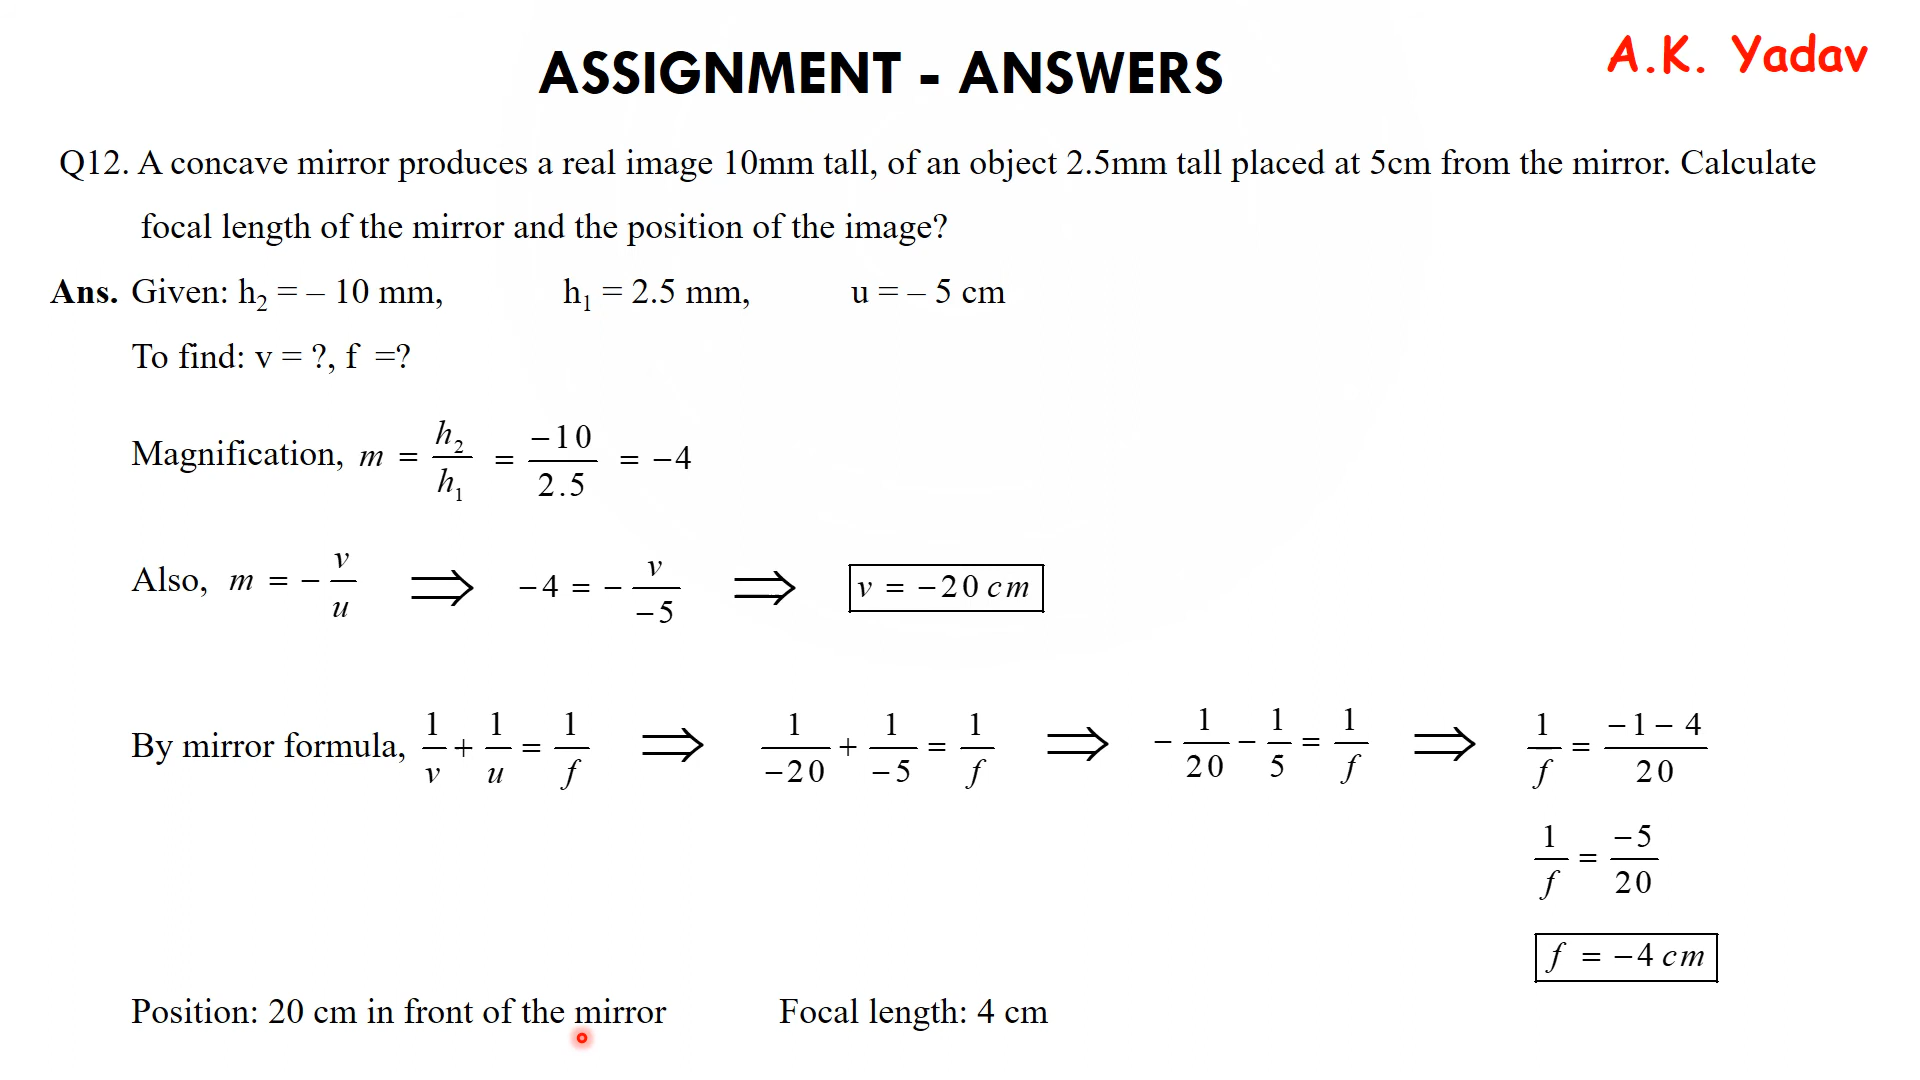 ASSIGNMENT - ANSWERS
A.K. Yadav
Q12. A concave mirror produces a real image 10mm tall, of an object 2.5mm tall placed at 5cm from the mirror. Calculate
focal length of the mirror and the position of the image?
Ans. Given: h₂ = – 10 mm, h₁ = 2.5 mm, u = – 5 cm
To find: v = ?, f =?
Magnification, m = h₂/h₁ = −10/2.5 = −4
Also, m = − v/u ⇒ −4 = − v/−5 ⇒ v = −20 cm
By mirror formula, 1/v + 1/u = 1/f ⇒ 1/−20 + 1/−5 = 1/f ⇒ − 1/20 − 1/5 = 1/f ⇒ 1/f = −1 − 4/20
1/f = −5/20
f = −4 cm
Position: 20 cm in front of the mirror Focal length: 4 cm